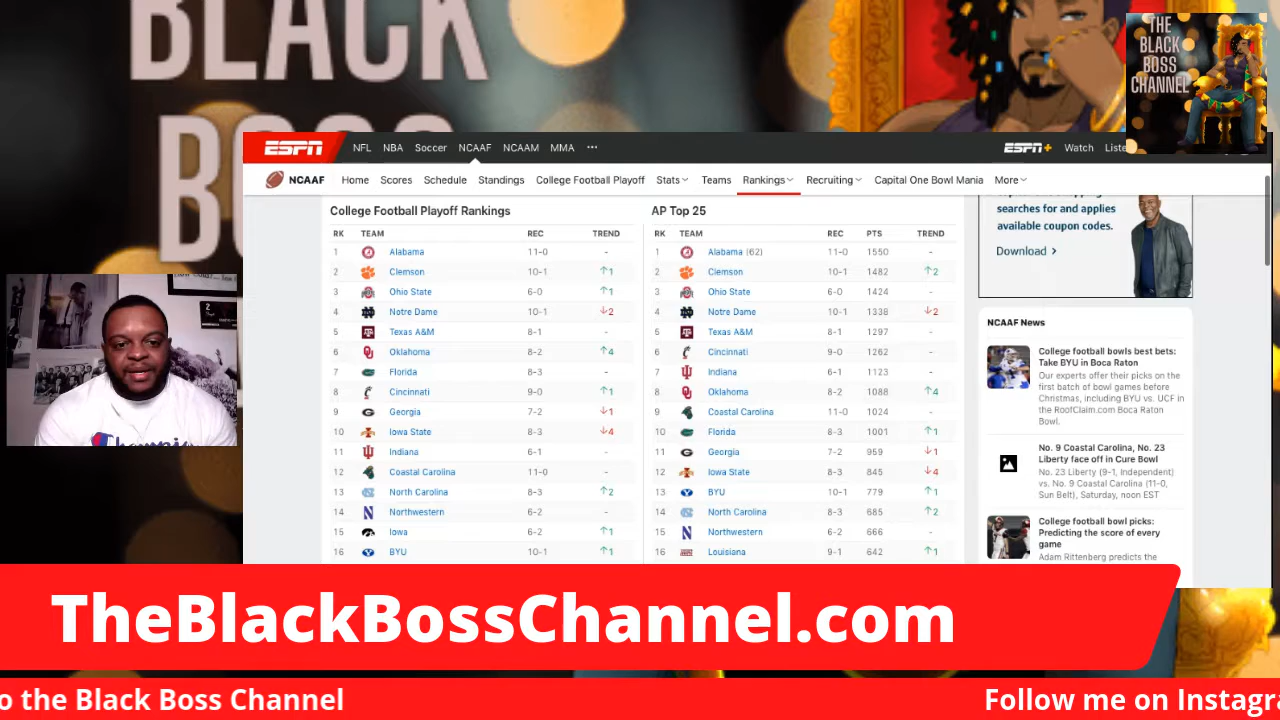 BLACK
BO
THE
BLACK
BOSS
CHANNEL
ESPN NFL NBA Soccer NCAAF NCAAM MMA ··· ESPN+ Watch Liste
NCAAF Home Scores Schedule Standings College Football Playoff Stats Teams Rankings Recruiting Capital One Bowl Mania More
College Football Playoff Rankings
RK TEAM REC TREND
1 Alabama 11-0 -
2 Clemson 10-1 ↑1
3 Ohio State 6-0 ↑1
4 Notre Dame 10-1 ↓2
5 Texas A&M 8-1 -
6 Oklahoma 8-2 ↑4
7 Florida 8-3 -
8 Cincinnati 9-0 ↑1
9 Georgia 7-2 ↓1
10 Iowa State 8-3 ↓4
11 Indiana 6-1 -
12 Coastal Carolina 11-0 -
13 North Carolina 8-3 ↑2
14 Northwestern 6-2 -
15 Iowa 6-2 ↑1
16 BYU 10-1 ↑1
AP Top 25
RK TEAM REC PTS TREND
1 Alabama (62) 11-0 1550 -
2 Clemson 10-1 1482 ↑2
3 Ohio State 6-0 1424 -
4 Notre Dame 10-1 1338 ↓2
5 Texas A&M 8-1 1297 -
6 Cincinnati 9-0 1262 -
7 Indiana 6-1 1123 -
8 Oklahoma 8-2 1088 ↑4
9 Coastal Carolina 11-0 1024 -
10 Florida 8-3 1001 ↑1
11 Georgia 7-2 959 ↓1
12 Iowa State 8-3 845 ↓4
13 BYU 10-1 779 ↑1
14 North Carolina 8-3 685 ↑2
15 Northwestern 6-2 666 -
16 Louisiana 9-1 642 ↑1
searches for and applies
available coupon codes.
Download >
NCAAF News
College football bowls best bets:
Take BYU in Boca Raton
Our experts offer their picks on the
first batch of bowl games before
Christmas, including BYU vs. UCF in
the RoofClaim.com Boca Raton
Bowl.
No. 9 Coastal Carolina, No. 23
Liberty face off in Cure Bowl
No. 23 Liberty (9-1, Independent)
vs. No. 9 Coastal Carolina (11-0,
Sun Belt), Saturday, noon EST
College football bowl picks:
Predicting the score of every
game
Adam Rittenberg predicts the
Champion
TheBlackBossChannel.com
o the Black Boss Channel
Follow me on Instagra